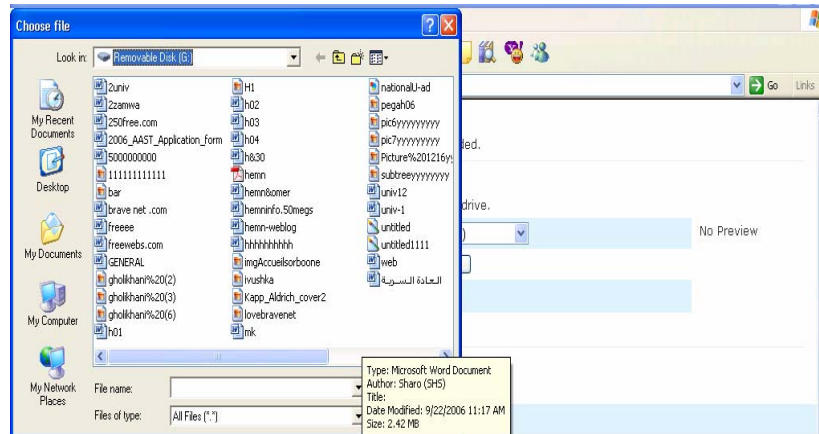 Choose file
Look in:
Removable Disk (G:)
My Recent Documents
Desktop
My Documents
My Computer
My Network Places
2univ
2zamwa
250free.com
2006_AAST_Application_form
5000000000
111111111111
bar
brave net .com
freeee
freewebs.com
GENERAL
gholikhani%20(2)
gholikhani%20(3)
gholikhani%20(6)
h01
H1
h02
h03
h04
h&30
hemn
hemn&omer
hemninfo.50megs
hemn-weblog
hhhhhhhhhh
imgAccueilsorboone
ivushka
Kapp_Aldrich_cover2
lovebravenet
mk
nationalU-ad
pegah06
pic6yyyyyyyyy
pic7yyyyyyyyy
Picture%201216y
subtreeyyyyyyy
univ12
univ-1
untitled
untitled1111
web
العادة السرية
File name:
Files of type:
All Files (*.*)
Type: Microsoft Word Document
Author: Sharo (SHS)
Title:
Date Modified: 9/22/2006 11:17 AM
Size: 2.42 MB
Go
Links
ded.
drive.
No Preview